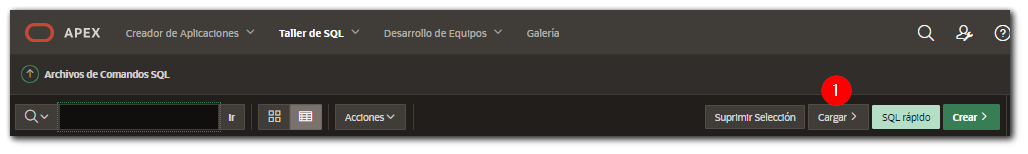 APEX Creador de Aplicaciones Taller de SQL Desarrollo de Equipos Galería
Archivos de Comandos SQL
1
Ir Acciones Suprimir Selección Cargar SQL rápido Crear